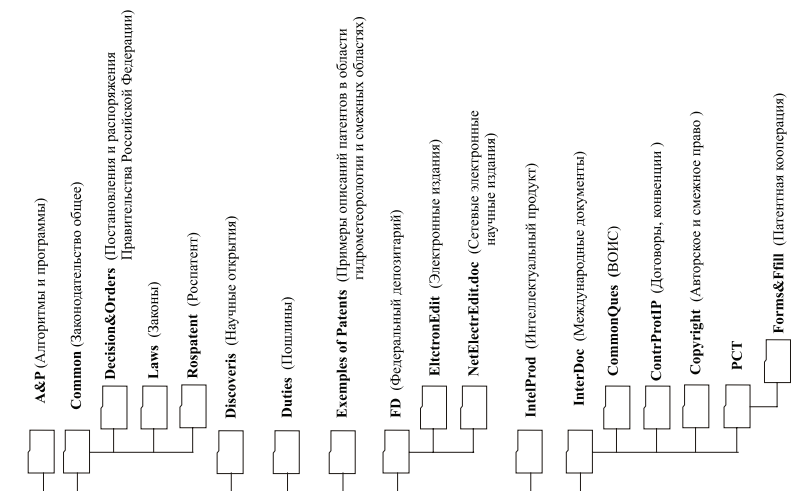 A&P (Алгоритмы и программы)
Common (Законодательство общее)
Decision&Orders (Постановления и распоряжения
Правительства Российской Федерации)
Laws (Законы)
Rospatent (Роспатент)
Discoveris (Научные открытия)
Duties (Пошлины)
Exemples of Patents (Примеры описаний патентов в области
гидрометеорологии и смежных областях)
FD (Федеральный депозитарий)
ElictronEdit (Электронные издания)
NetElectrEdit.doc (Сетевые электронные
научные издания)
IntelProd (Интеллектуальный продукт)
InterDoc (Международные документы)
CommonQues (ВОИС)
ContrProtIP (Договоры, конвенции )
Copyright (Авторское и смежное право )
PCT
Forms&Ffill (Патентная кооперация)